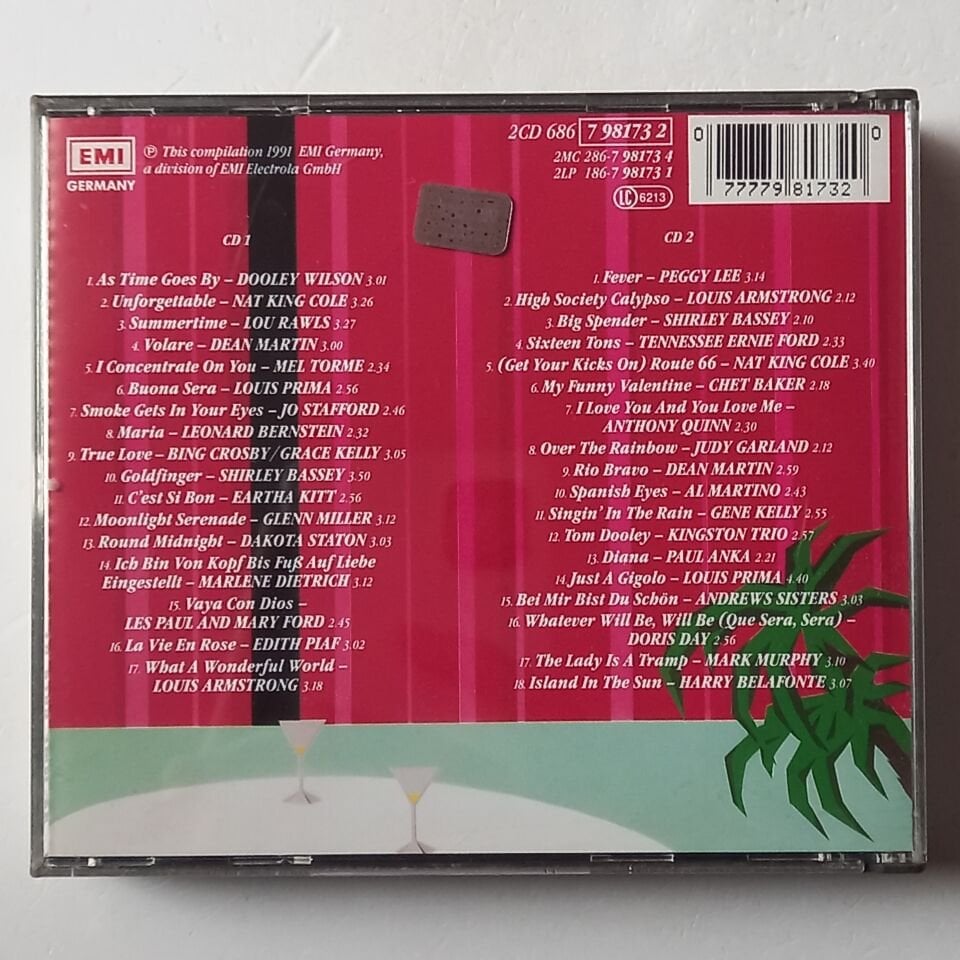 EMI
GERMANY
℗ This compilation 1991 EMI Germany,
a division of EMI Electrola GmbH
2CD 686 7 98173 2
2MC 286-7 98173 4
2LP 186-7 98173 1
LC 6213
0 77779 81732 0
CD 1
1. As Time Goes By – DOOLEY WILSON 3.01
2. Unforgettable – NAT KING COLE 3.26
3. Summertime – LOU RAWLS 3.27
4. Volare – DEAN MARTIN 3.00
5. I Concentrate On You – MEL TORME 2.34
6. Buona Sera – LOUIS PRIMA 2.56
7. Smoke Gets In Your Eyes – JO STAFFORD 2.46
8. Maria – LEONARD BERNSTEIN 2.32
9. True Love – BING CROSBY/GRACE KELLY 3.05
10. Goldfinger – SHIRLEY BASSEY 3.50
11. C'est Si Bon – EARTHA KITT 2.56
12. Moonlight Serenade – GLENN MILLER 3.12
13. Round Midnight – DAKOTA STATON 3.03
14. Ich Bin Von Kopf Bis Fuß Auf Liebe
Eingestellt – MARLENE DIETRICH 3.12
15. Vaya Con Dios –
LES PAUL AND MARY FORD 2.45
16. La Vie En Rose – EDITH PIAF 3.02
17. What A Wonderful World –
LOUIS ARMSTRONG 3.18
CD 2
1. Fever – PEGGY LEE 3.14
2. High Society Calypso – LOUIS ARMSTRONG 2.12
3. Big Spender – SHIRLEY BASSEY 2.10
4. Sixteen Tons – TENNESSEE ERNIE FORD 2.33
5. (Get Your Kicks On) Route 66 – NAT KING COLE 3.40
6. My Funny Valentine – CHET BAKER 2.18
7. I Love You And You Love Me –
ANTHONY QUINN 2.30
8. Over The Rainbow – JUDY GARLAND 2.12
9. Rio Bravo – DEAN MARTIN 2.59
10. Spanish Eyes – AL MARTINO 2.43
11. Singin' In The Rain – GENE KELLY 2.55
12. Tom Dooley – KINGSTON TRIO 2.57
13. Diana – PAUL ANKA 2.21
14. Just A Gigolo – LOUIS PRIMA 4.40
15. Bei Mir Bist Du Schön – ANDREWS SISTERS 3.03
16. Whatever Will Be, Will Be (Que Sera, Sera) –
DORIS DAY 2.56
17. The Lady Is A Tramp – MARK MURPHY 3.10
18. Island In The Sun – HARRY BELAFONTE 3.07